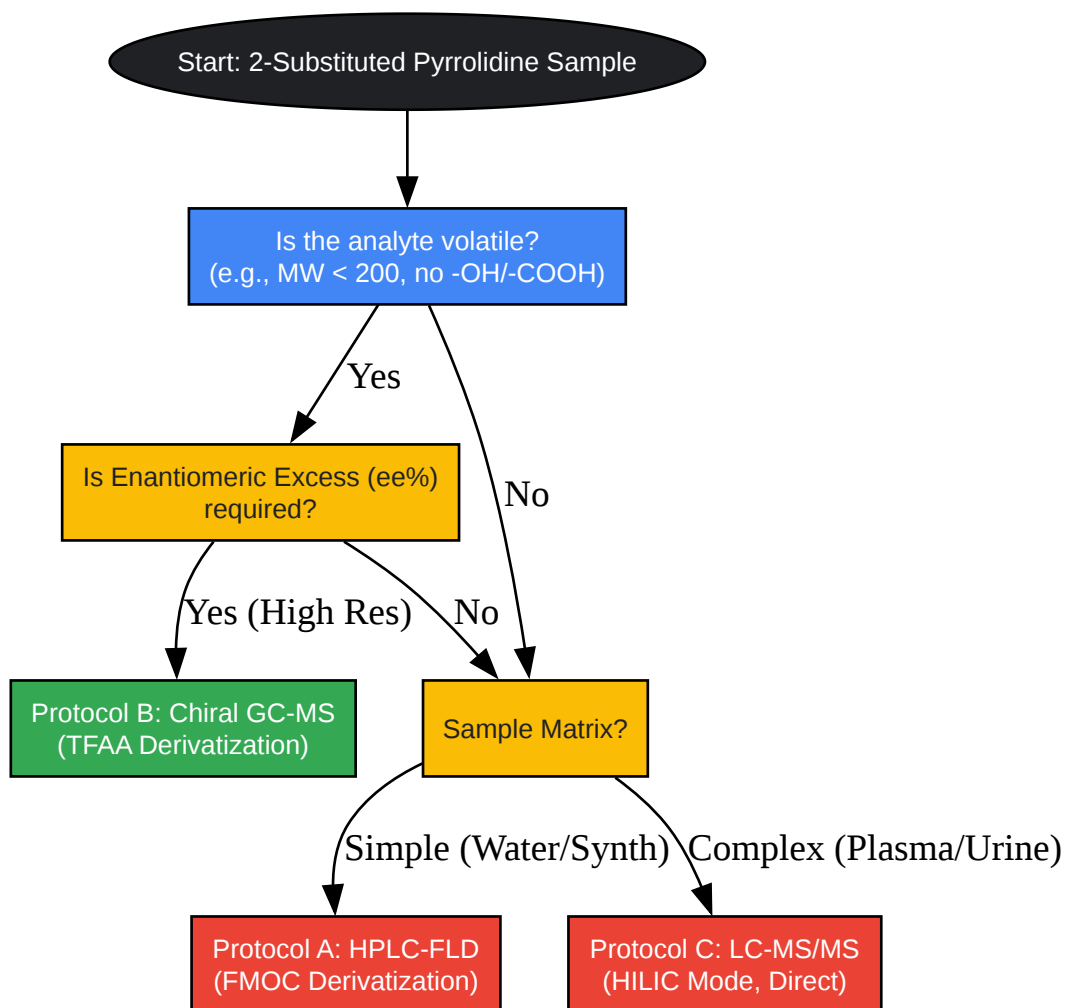 Start: 2-Substituted Pyrrolidine Sample
Is the analyte volatile?
(e.g., MW < 200, no -OH/-COOH)
Yes
Is Enantiomeric Excess (ee%)
required?
No
Yes (High Res)
No
Protocol B: Chiral GC-MS
(TFAA Derivatization)
Sample Matrix?
Simple (Water/Synth)
Complex (Plasma/Urine)
Protocol A: HPLC-FLD
(FMOC Derivatization)
Protocol C: LC-MS/MS
(HILIC Mode, Direct)